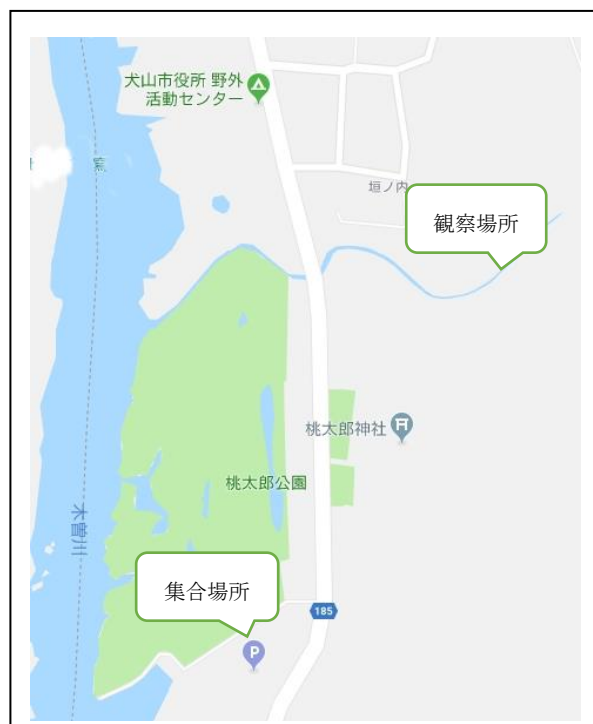 犬山市役所 野外
活動センター
窯
垣ノ内
観察場所
桃太郎神社
桃太郎公園
木曽川
集合場所
185
P